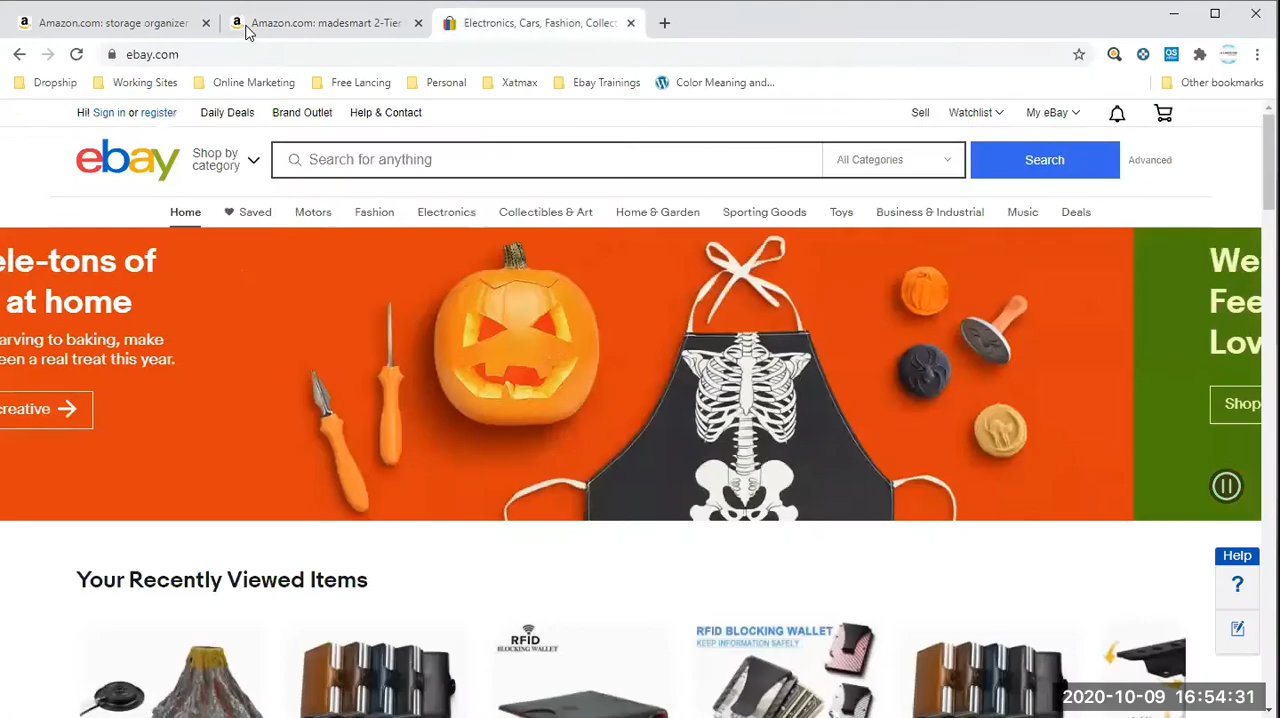 Amazon.com: storage organizer
Amazon.com: madesmart 2-Tier
Electronics, Cars, Fashion, Collect
ebay.com
Dropship
Working Sites
Online Marketing
Free Lancing
Personal
Xatmax
Ebay Trainings
Color Meaning and...
Other bookmarks
Hi! Sign in or register
Daily Deals
Brand Outlet
Help & Contact
Sell
Watchlist
My eBay
ebay
Shop by
category
Search for anything
All Categories
Search
Advanced
Home
Saved
Motors
Fashion
Electronics
Collectibles & Art
Home & Garden
Sporting Goods
Toys
Business & Industrial
Music
Deals
ele-tons of
at home
arving to baking, make
een a real treat this year.
creative
We
Fee
Lov
Shop
Help
?
Your Recently Viewed Items
RFID
BLOCKING WALLET
RFID BLOCKING WALLET
KEEP INFORMATION SAFELY
2020-10-09 16:54:31